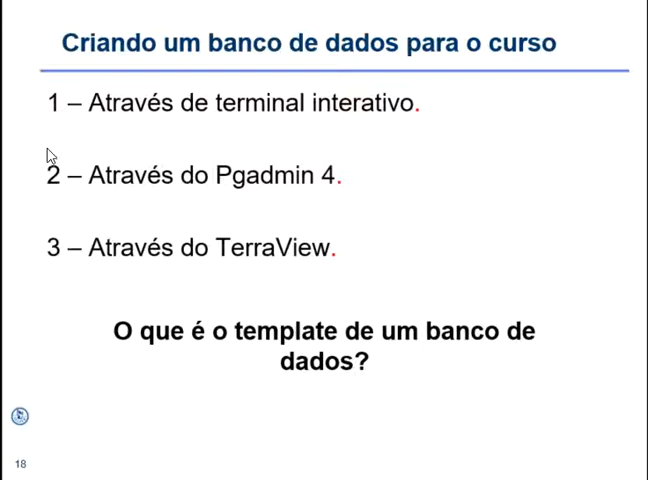 Criando um banco de dados para o curso
1 – Através de terminal interativo.
2 – Através do Pgadmin 4.
3 – Através do TerraView.
O que é o template de um banco de
dados?
18